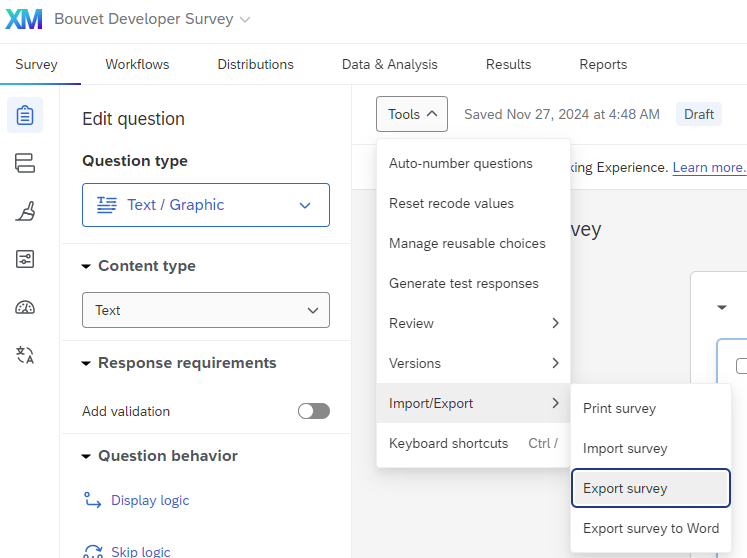 XM Bouvet Developer Survey
Survey Workflows Distributions Data & Analysis Results Reports
Edit question
Question type
Text / Graphic
Content type
Text
Response requirements
Add validation
Question behavior
Display logic
Skip logic
Tools Saved Nov 27, 2024 at 4:48 AM Draft
king Experience. Learn more.
vey
Auto-number questions
Reset recode values
Manage reusable choices
Generate test responses
Review
Versions
Import/Export
Keyboard shortcuts Ctrl /
Print survey
Import survey
Export survey
Export survey to Word